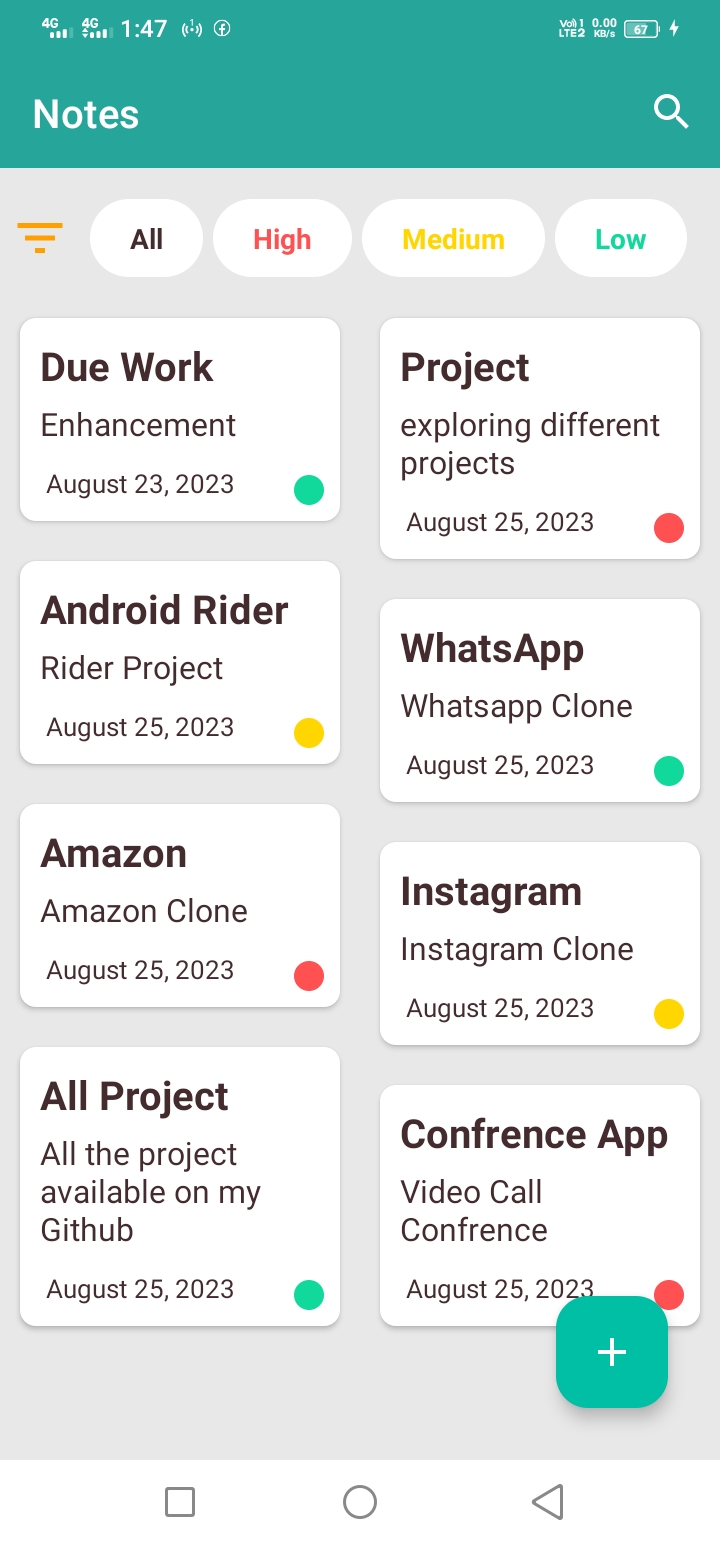 4G 4G 1:47 Vo)) 1 LTE2 0.00 KB/s 67
Notes
All High Medium Low
Due Work
Enhancement
August 23, 2023
Project
exploring different
projects
August 25, 2023
Android Rider
Rider Project
August 25, 2023
WhatsApp
Whatsapp Clone
August 25, 2023
Amazon
Amazon Clone
August 25, 2023
Instagram
Instagram Clone
August 25, 2023
All Project
All the project
available on my
Github
August 25, 2023
Confrence App
Video Call
Confrence
August 25, 2023